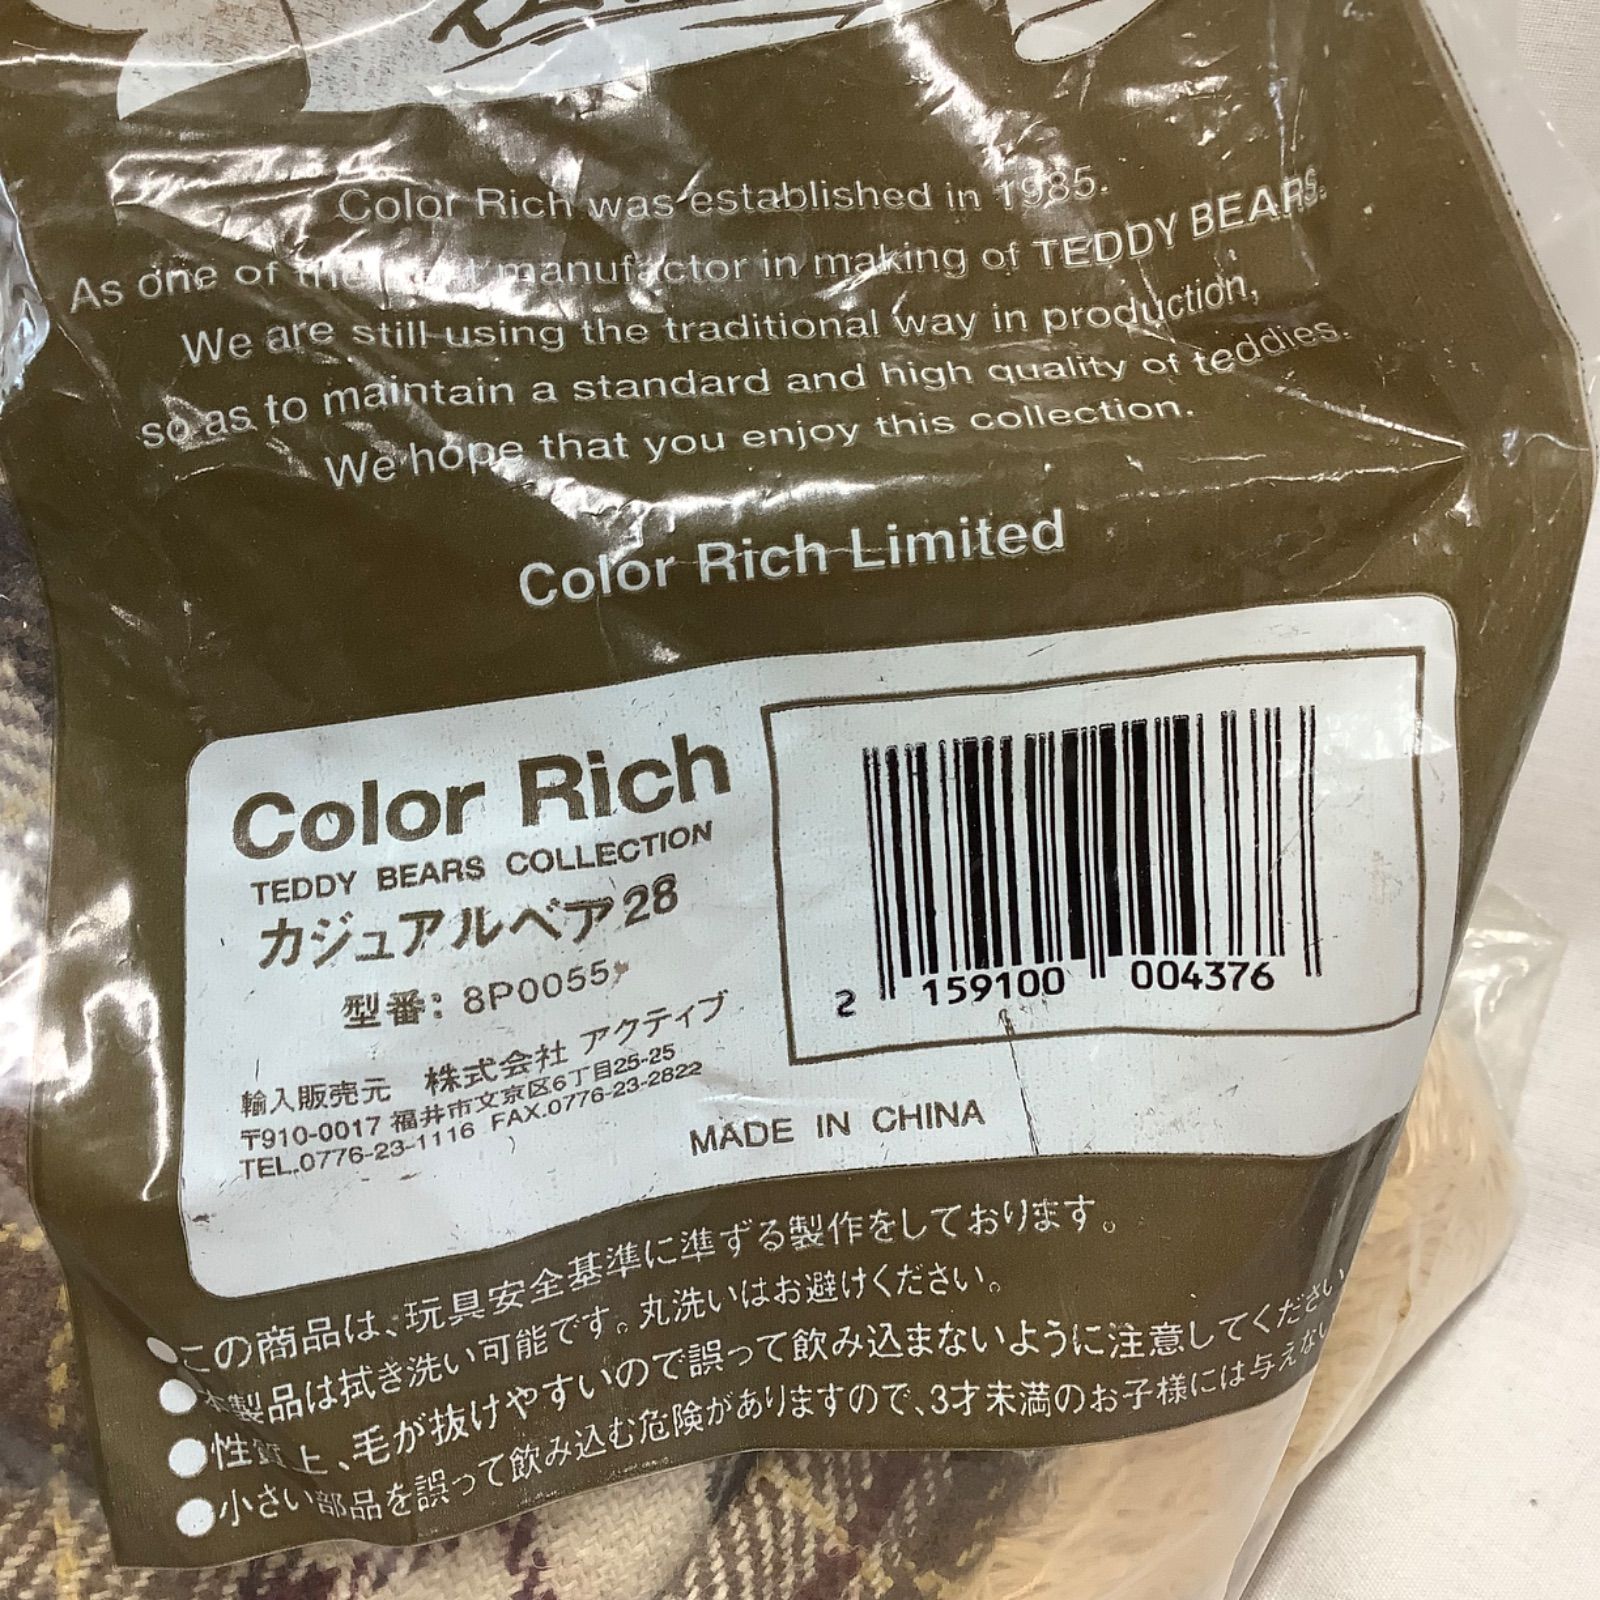 Color Rich was established in 1985.
As one of the manufactor in making of TEDDY BEARS.
We are still using the traditional way in production,
so as to maintain a standard and high quality of teddies.
We hope that you enjoy this collection.
Color Rich Limited
Color Rich
TEDDY BEARS COLLECTION
カジュアルベア28
型番: 8P0055
輸入販売元 株式会社 アクティブ
〒910-0017 福井市文京区6丁目25-25
TEL.0776-23-1116 FAX.0776-23-2822
2 159100 004376
MADE IN CHINA
●この商品は、玩具安全基準に準ずる製作をしております。
●本製品は拭き洗い可能です。丸洗いはお避けください。
●性質上、毛が抜けやすいので誤って飲み込まないように注意してください
●小さい部品を誤って飲み込む危険がありますので、3才未満のお子様には与えない